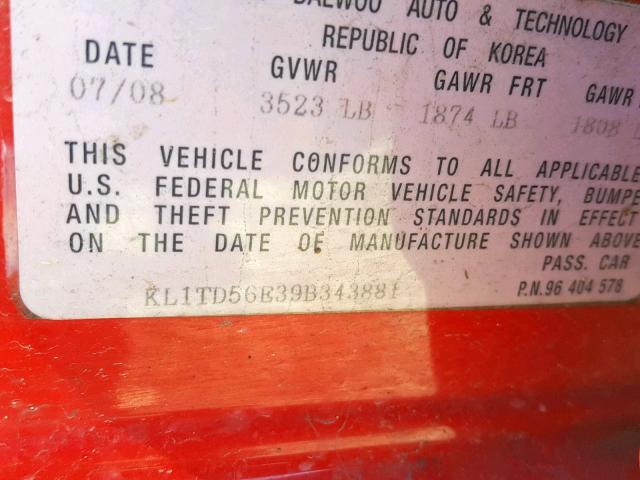 DAEWOO AUTO & TECHNOLOGY
REPUBLIC OF KOREA
DATE GVWR GAWR FRT GAWR
07/08 3523 LB 1874 LB 1808
THIS VEHICLE CONFORMS TO ALL APPLICABLE
U.S. FEDERAL MOTOR VEHICLE SAFETY, BUMPE
AND THEFT PREVENTION STANDARDS IN EFFECT
ON THE DATE OF MANUFACTURE SHOWN ABOVE
PASS. CAR
KL1TD56E39B343881 P.N.96 404 578